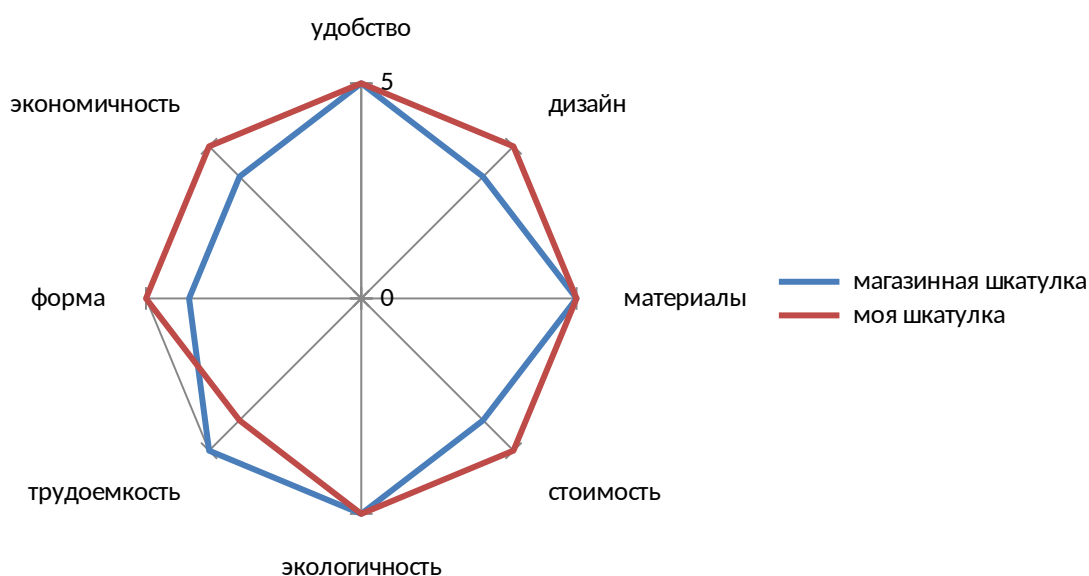 удобство
5
экономичность
дизайн
форма
0
материалы
магазинная шкатулка
моя шкатулка
трудоемкость
стоимость
экологичность